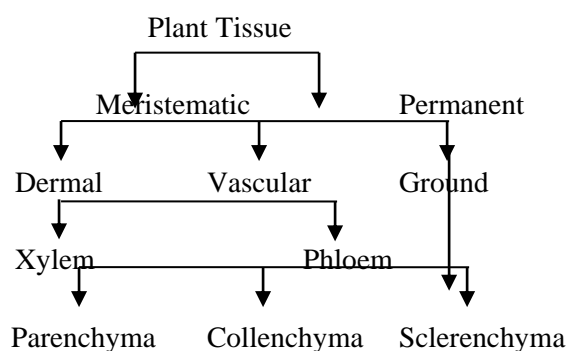 Plant Tissue
Meristematic Permanent
Dermal Vascular Ground
Xylem Phloem
Parenchyma Collenchyma Sclerenchyma